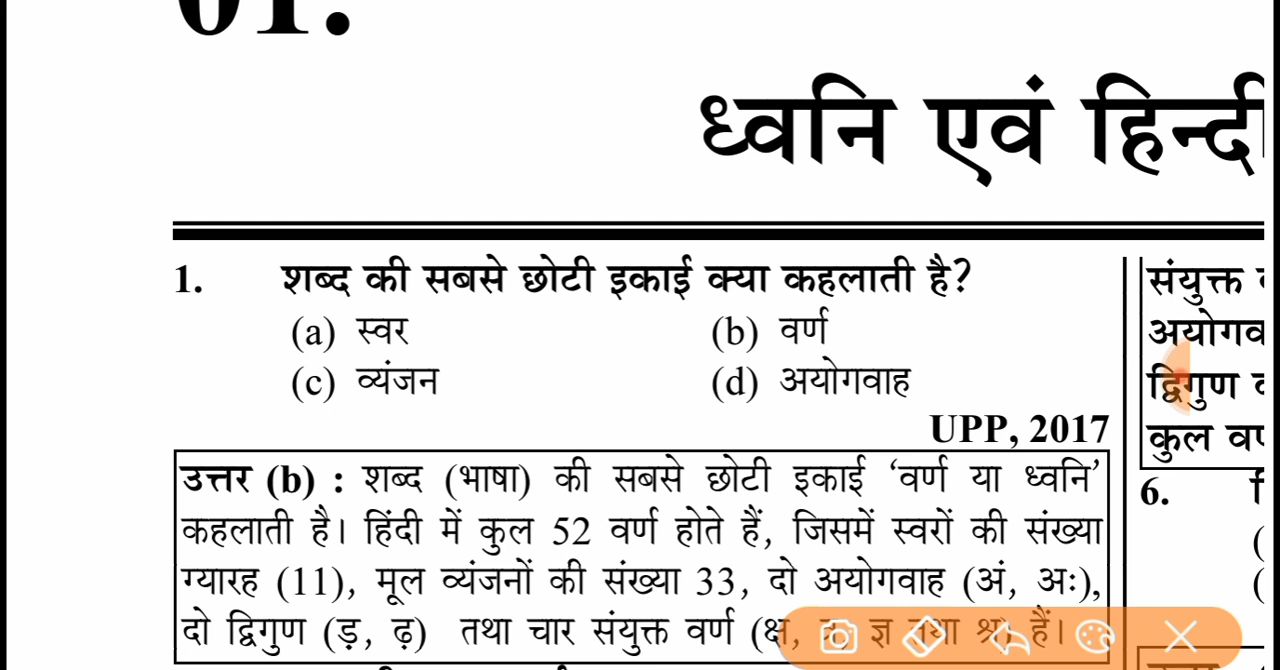 01.
ध्वनि एवं हिन्दी
1. शब्द की सबसे छोटी इकाई क्या कहलाती है?
(a) स्वर (b) वर्ण
(c) व्यंजन (d) अयोगवाह
UPP, 2017
उत्तर (b) : शब्द (भाषा) की सबसे छोटी इकाई ‘वर्ण या ध्वनि’
कहलाती है। हिंदी में कुल 52 वर्ण होते हैं, जिसमें स्वरों की संख्या
ग्यारह (11), मूल व्यंजनों की संख्या 33, दो अयोगवाह (अं, अः),
दो द्विगुण (ड़, ढ़) तथा चार संयुक्त वर्ण (क्ष, त्र, ज्ञ तथा श्र) हैं।
संयुक्त
अयोगव
द्विगुण
कुल
6.